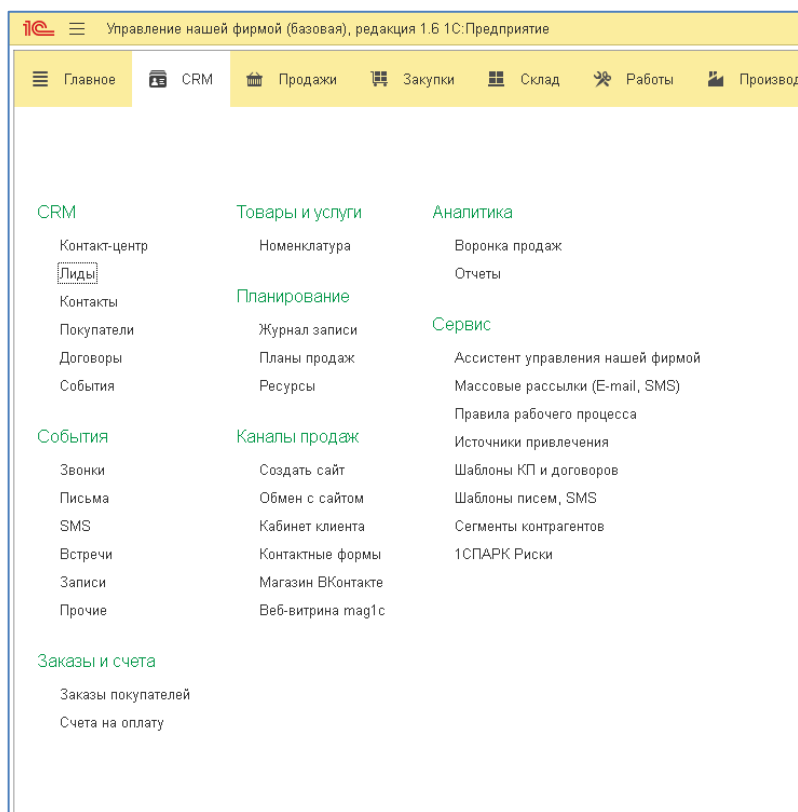 1С Управление нашей фирмой (базовая), редакция 1.6 1С:Предприятие
Главное CRM Продажи Закупки Склад Работы Производ
CRM
Контакт-центр
Лиды
Контакты
Покупатели
Договоры
События
События
Звонки
Письма
SMS
Встречи
Записи
Прочие
Заказы и счета
Заказы покупателей
Счета на оплату
Товары и услуги
Номенклатура
Планирование
Журнал записи
Планы продаж
Ресурсы
Каналы продаж
Создать сайт
Обмен с сайтом
Кабинет клиента
Контактные формы
Магазин ВКонтакте
Веб-витрина mag1c
Аналитика
Воронка продаж
Отчеты
Сервис
Ассистент управления нашей фирмой
Массовые рассылки (E-mail, SMS)
Правила рабочего процесса
Источники привлечения
Шаблоны КП и договоров
Шаблоны писем, SMS
Сегменты контрагентов
1СПАРК Риски